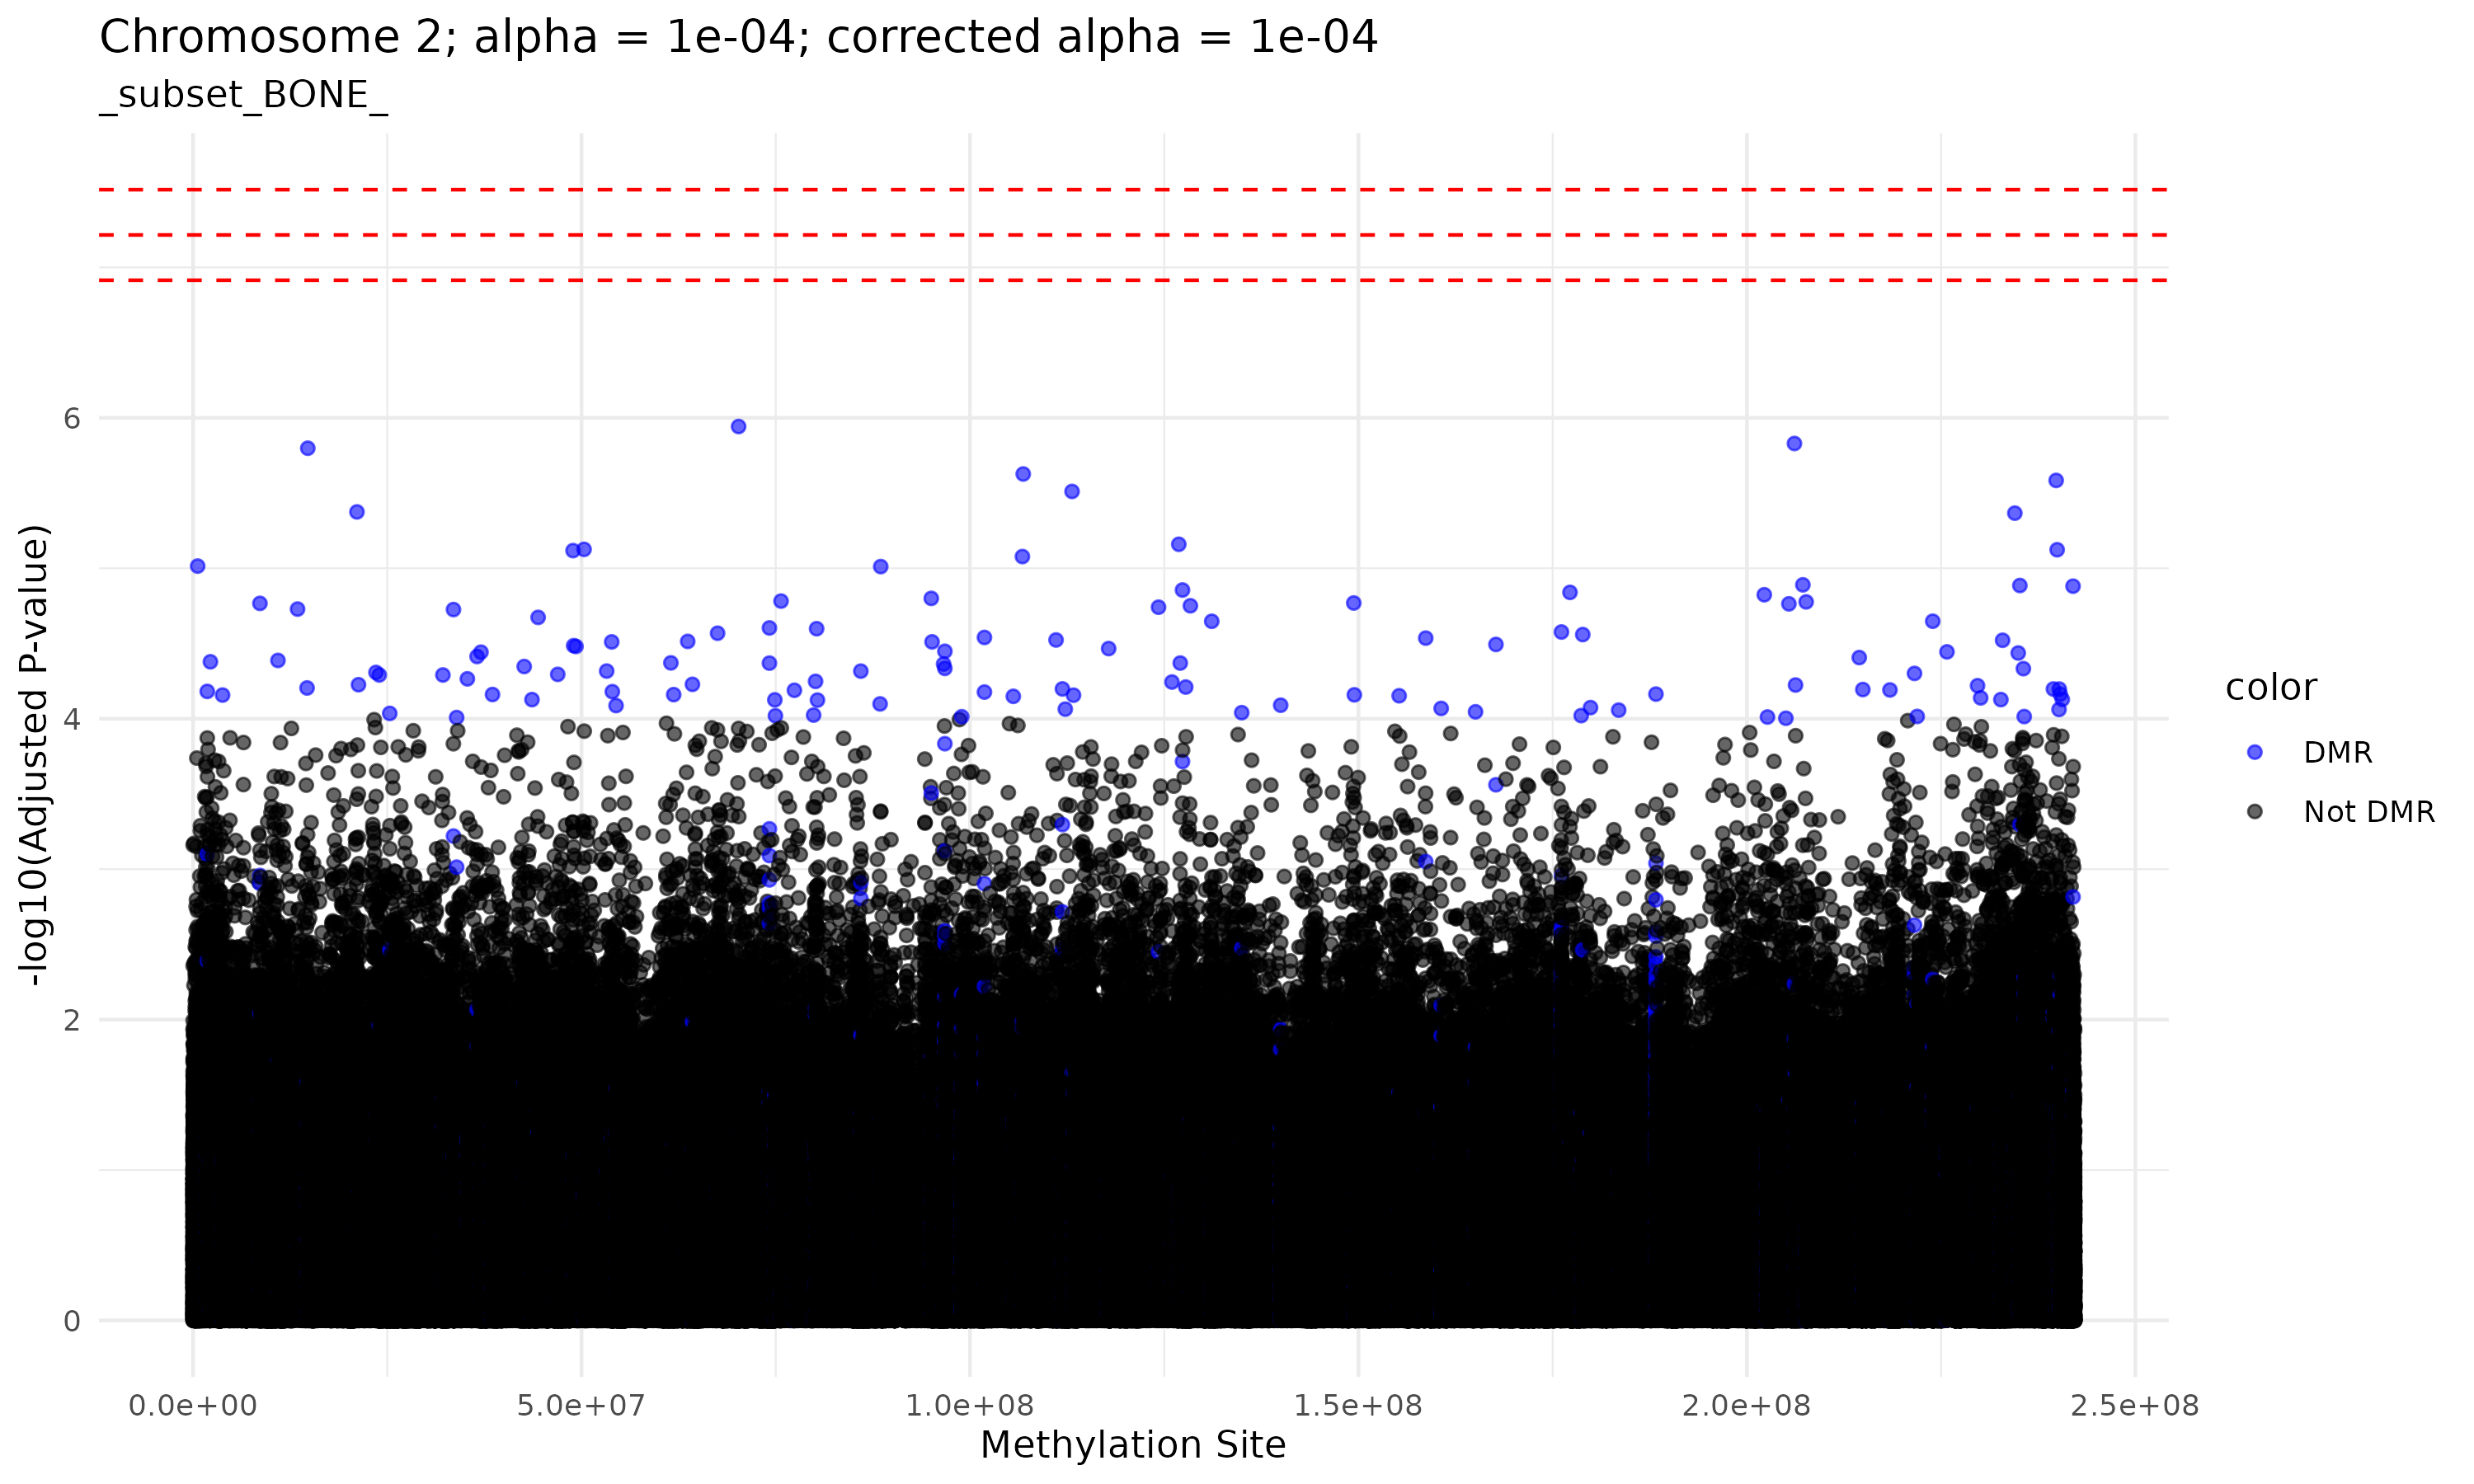 Chromosome 2; alpha = 1e-04; corrected alpha = 1e-04
_subset_BONE_
-log10(Adjusted P-value)
6
4
2
0
0.0e+00
5.0e+07
1.0e+08
1.5e+08
2.0e+08
2.5e+08
Methylation Site
color
DMR
Not DMR